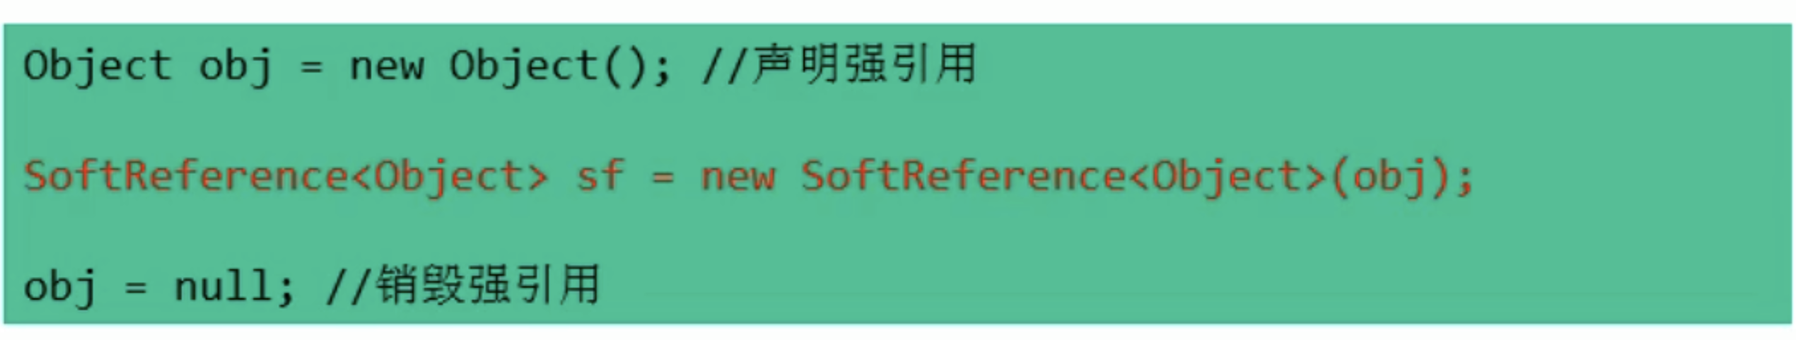 Object obj = new Object(); //声明强引用
SoftReference<Object> sf = new SoftReference<Object>(obj);
obj = null; //销毁强引用